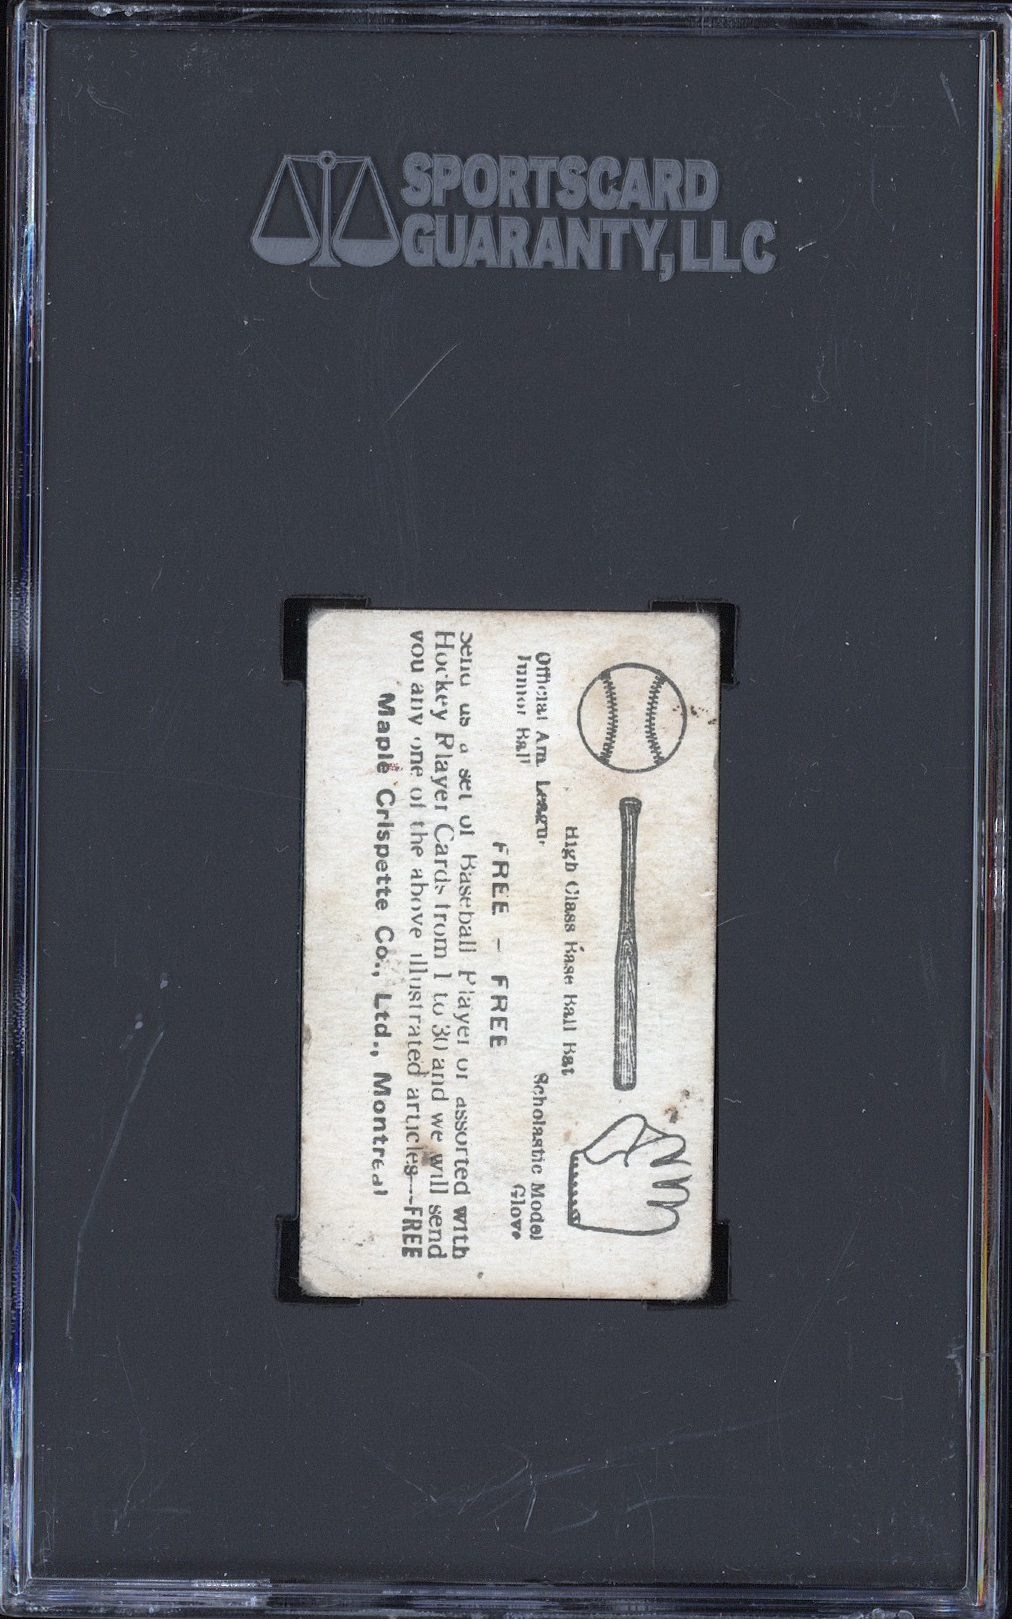 SPORTSCARD
GUARANTY, LLC
High Class Base Ball Bat
Official Am. League
Junior Ball
Scholastic Model
Glove
FREE - FREE
Send us a set of Baseball Player or assorted with
Hockey Player Cards from 1 to 30 and we will send
you any one of the above illustrated articles---FREE
Maple Crispette Co., Ltd., Montreal